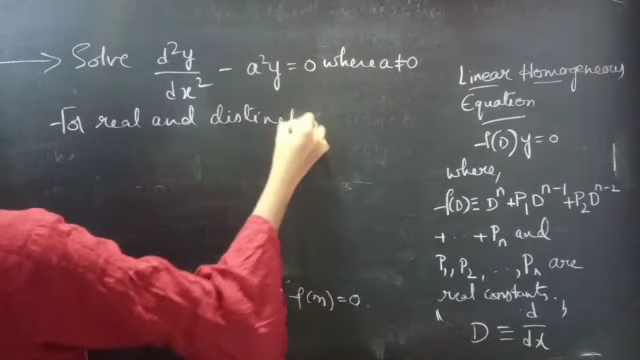 → Solve d²y/dx² - a²y = 0 where a ≠ 0
For real and distinct
f(m) = 0.
Linear Homogeneous
Equation
f(D)y = 0
where,
f(D) ≡ Dⁿ + P₁Dⁿ⁻¹ + P₂Dⁿ⁻²
+ ... + Pₙ and
P₁, P₂, ..., Pₙ are
real constants.
D ≡ d/dx